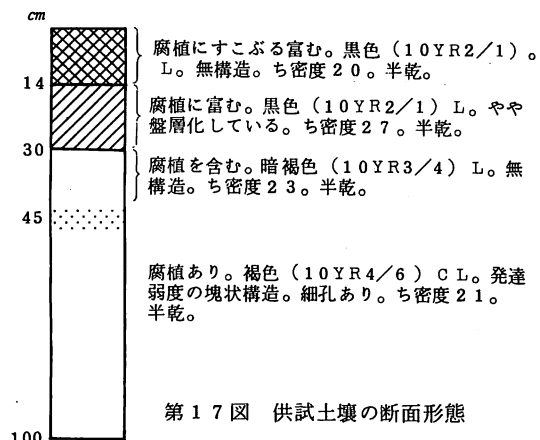 cm
腐植にすこぶる富む。黒色（10YR2/1）。
L。無構造。ち密度20。半乾。
14
腐植に富む。黒色（10YR2/1）L。やや
盤層化している。ち密度27。半乾。
30
腐植を含む。暗褐色（10YR3/4）L。無
構造。ち密度23。半乾。
45
腐植あり。褐色（10YR4/6）CL。発達
弱度の塊状構造。細孔あり。ち密度21。
半乾。
第17図 供試土壌の断面形態
100